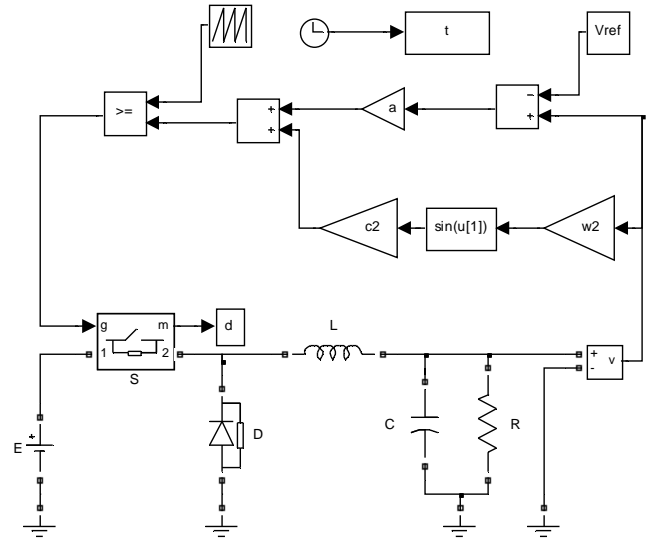 t
Vref
>=
+
+
a
−
+
c2
sin(u[1])
w2
g
m
1
2
d
S
L
+
-
v
E
+
D
C
R